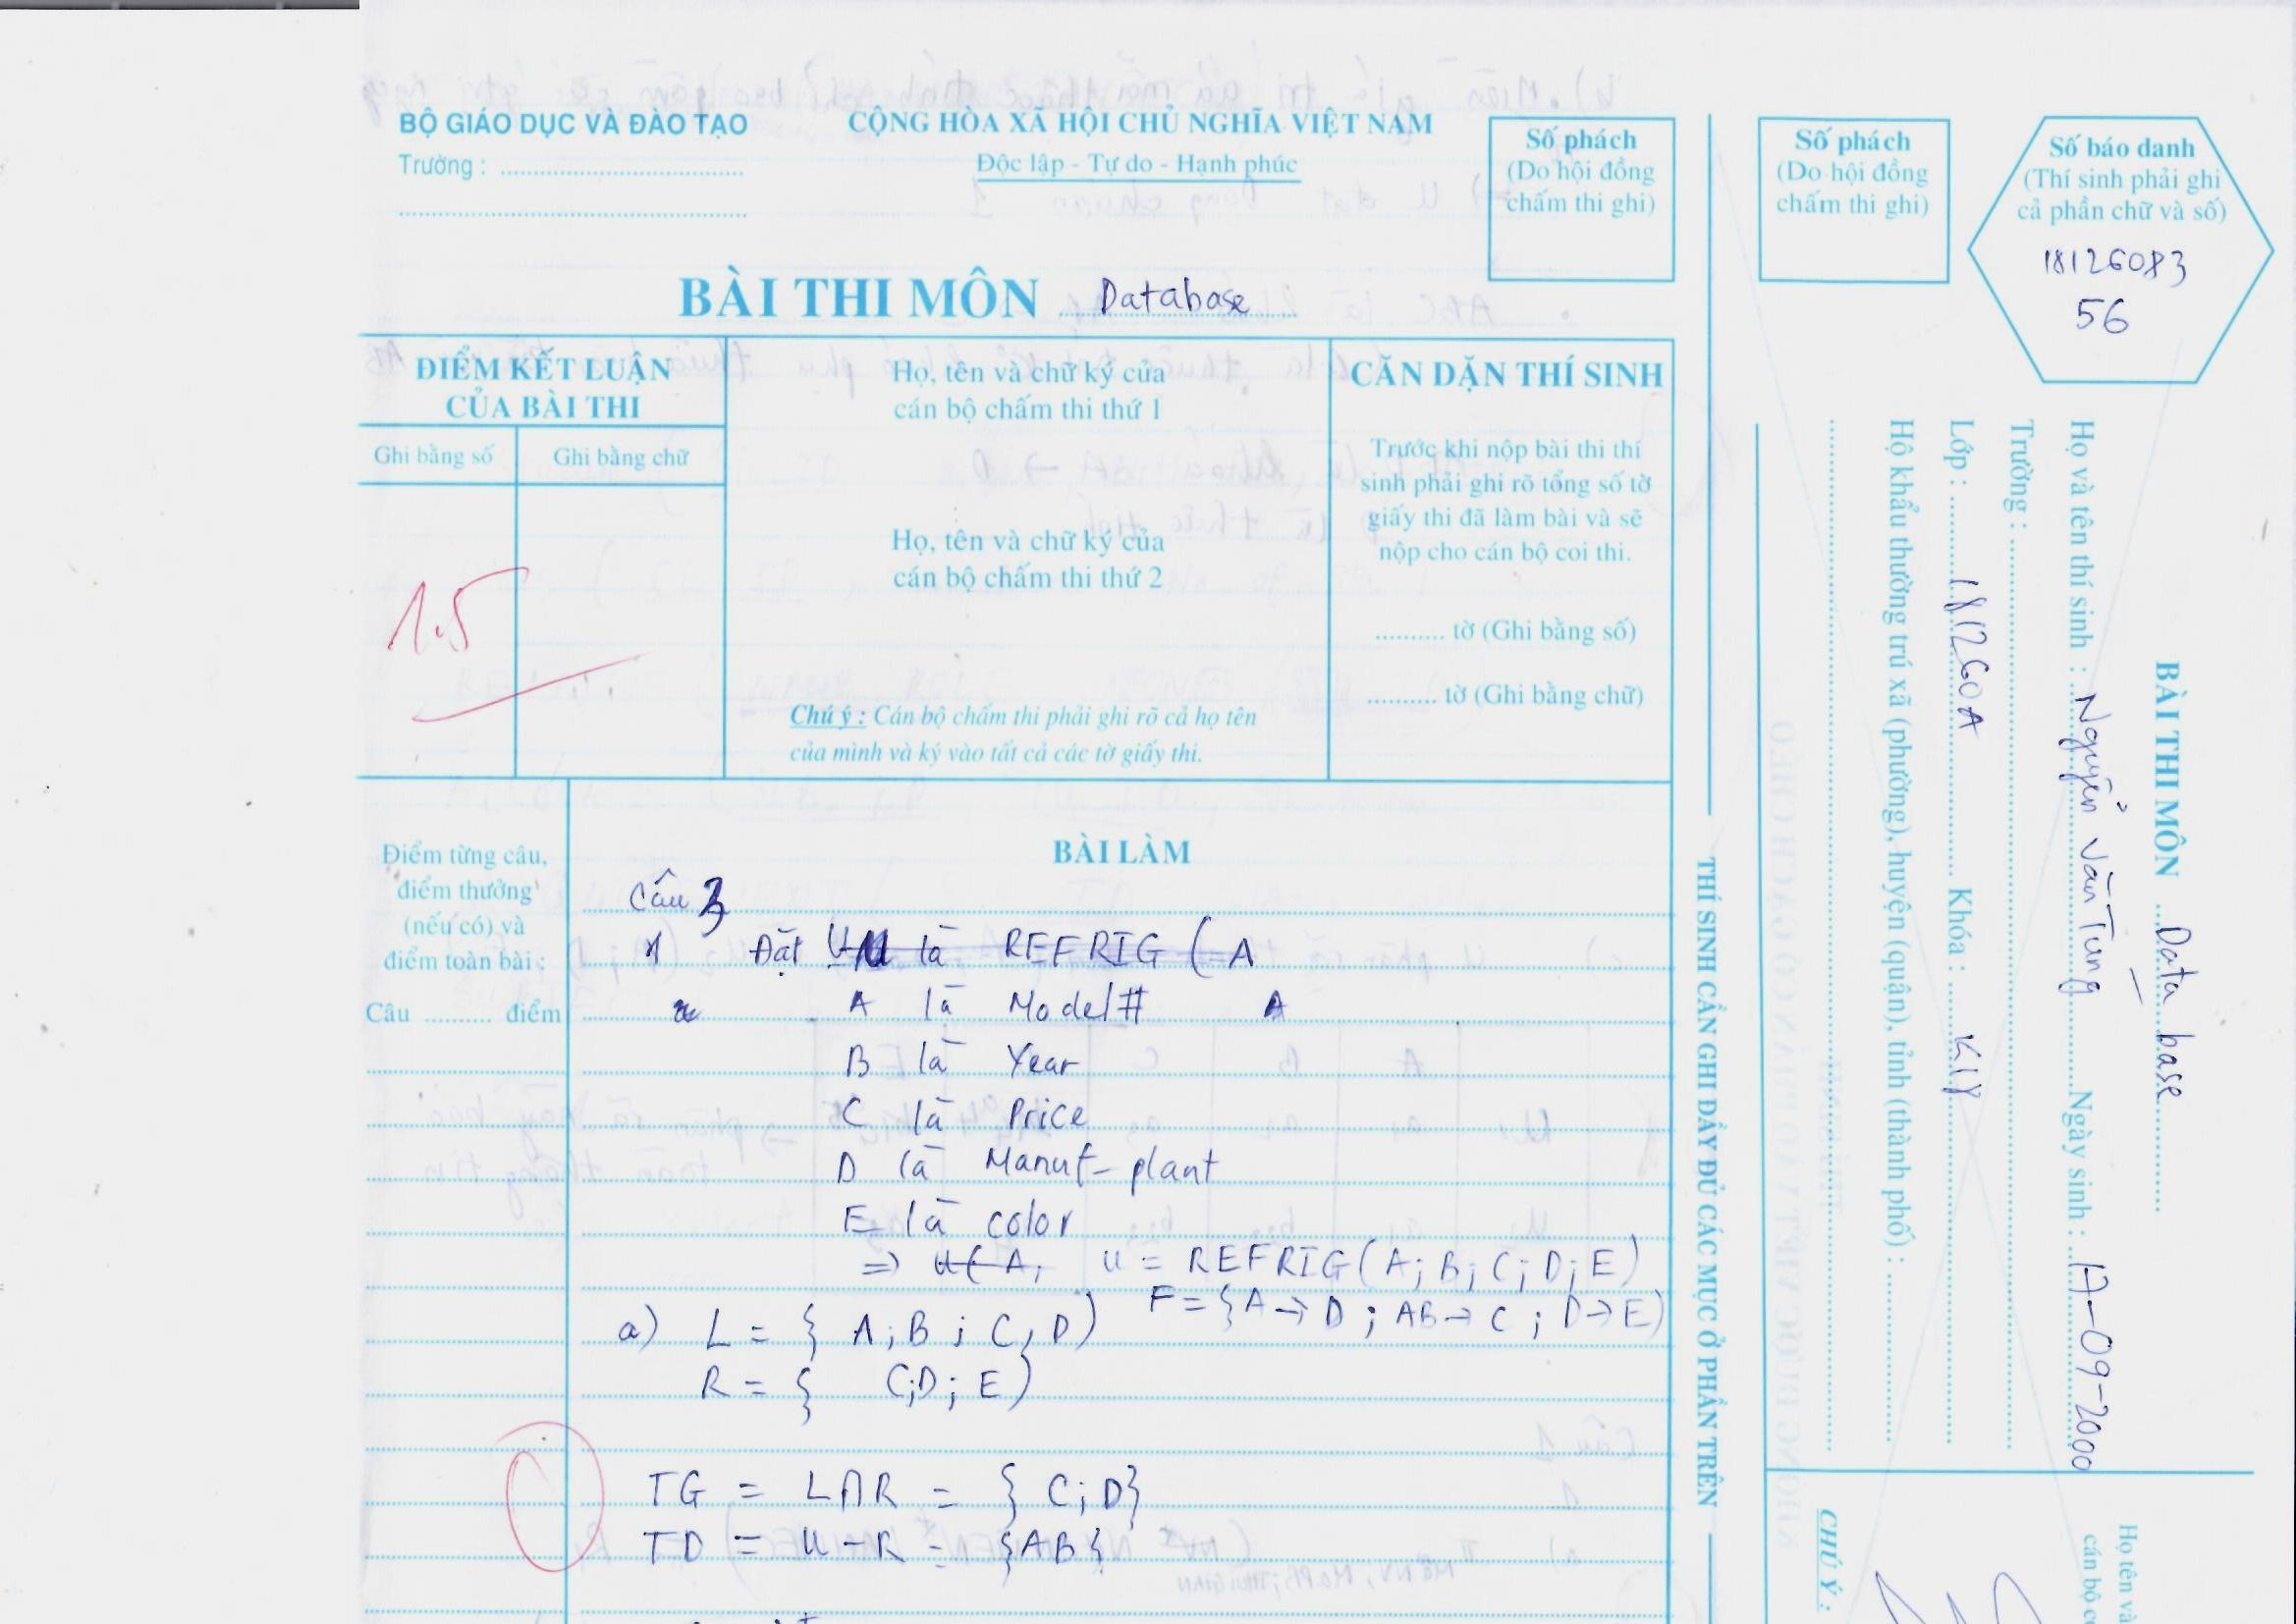 BỘ GIÁO DỤC VÀ ĐÀO TẠO
Trường :
CỘNG HÒA XÃ HỘI CHỦ NGHĨA VIỆT NAM
Độc lập - Tự do - Hạnh phúc
Số phách
(Do hội đồng
chấm thi ghi)
BÀI THI MÔN Database
ĐIỂM KẾT LUẬN
CỦA BÀI THI
Ghi bằng số
Ghi bằng chữ
1.5
Họ, tên và chữ ký của
cán bộ chấm thi thứ 1
Họ, tên và chữ ký của
cán bộ chấm thi thứ 2
Chú ý : Cán bộ chấm thi phải ghi rõ cả họ tên
của mình và ký vào tất cả các tờ giấy thi.
CĂN DẶN THÍ SINH
Trước khi nộp bài thi thí
sinh phải ghi rõ tổng số tờ
giấy thi đã làm bài và sẽ
nộp cho cán bộ coi thi.
.......... tờ (Ghi bằng số)
.......... tờ (Ghi bằng chữ)
Điểm từng câu,
điểm thưởng
(nếu có) và
điểm toàn bài :
Câu .......... điểm
BÀI LÀM
Câu 3
1 Đặt là REFRIG (A
A là Model# A
B là Year
C là Price
D là Manuf_plant
E là color
=> U(A; U = REFRIG(A; B; C; D; E)
F = {A → D ; AB → C ; D → E}
a) L = { A; B ; C, D}
R = { C; D; E}
TG = L∩R = { C; D}
TD = U - R = {AB}
Số phách
(Do hội đồng
chấm thi ghi)
Số báo danh
(Thí sinh phải ghi
cả phần chữ và số)
18126083
56
BÀI THI MÔN Data base
Họ và tên thí sinh : Nguyễn Văn Tùng Ngày sinh : 17-09-2000
Trường :
Lớp : 181260A Khóa : K18
Hộ khẩu thường trú xã (phường), huyện (quận), tỉnh (thành phố) :
THÍ SINH CẦN GHI ĐẦY ĐỦ CÁC MỤC Ở PHẦN TRÊN
CHÚ Ý :
Họ tên và
cán bộ